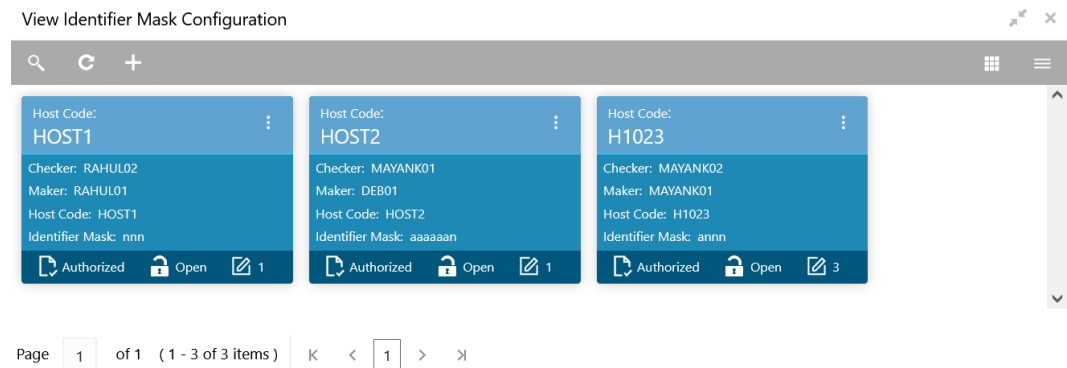 View Identifier Mask Configuration
Host Code:
HOST1
Checker: RAHUL02
Maker: RAHUL01
Host Code: HOST1
Identifier Mask: nnn
Authorized Open 1
Host Code:
HOST2
Checker: MAYANK01
Maker: DEB01
Host Code: HOST2
Identifier Mask: aaaaaan
Authorized Open 1
Host Code:
H1023
Checker: MAYANK02
Maker: MAYANK01
Host Code: H1023
Identifier Mask: annn
Authorized Open 3
Page 1 of 1 ( 1 - 3 of 3 items ) 1